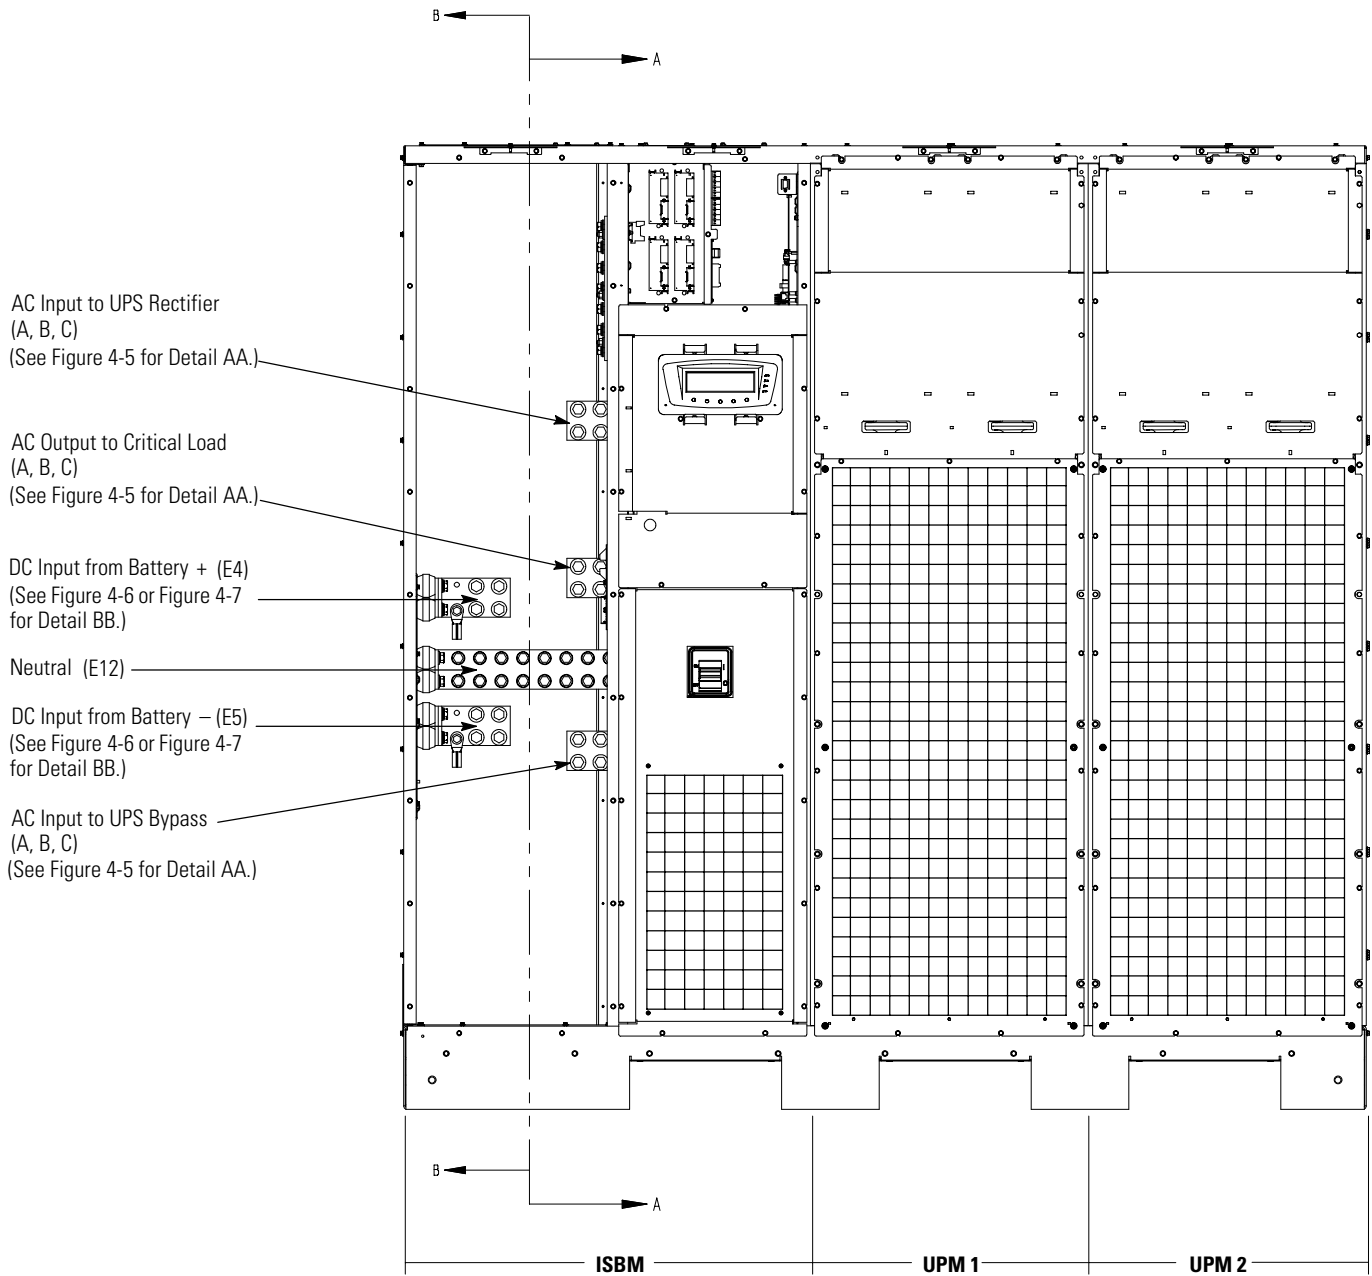 B
A
AC Input to UPS Rectifier
(A, B, C)
(See Figure 4-5 for Detail AA.)
AC Output to Critical Load
(A, B, C)
(See Figure 4-5 for Detail AA.)
DC Input from Battery + (E4)
(See Figure 4-6 or Figure 4-7
for Detail BB.)
Neutral (E12)
DC Input from Battery – (E5)
(See Figure 4-6 or Figure 4-7
for Detail BB.)
AC Input to UPS Bypass
(A, B, C)
(See Figure 4-5 for Detail AA.)
B
A
ISBM UPM 1 UPM 2